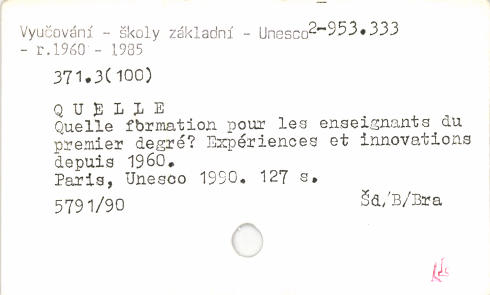 Vyučování - školy základní - Unesco 2-953.333
- r.1960 - 1985
371.3(100)
Q U E L L E
Quelle formation pour les enseignants du
premier degré? Expériences et innovations
depuis 1960.
Paris, Unesco 1990. 127 s.
5791/90 Šd/B/Bra